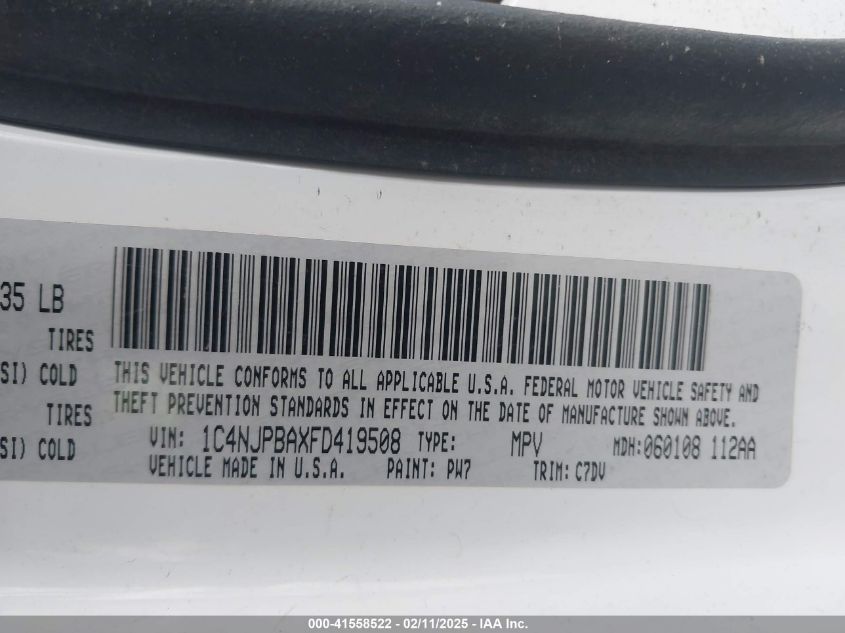 35 LB
TIRES
SI) COLD
TIRES
SI) COLD
THIS VEHICLE CONFORMS TO ALL APPLICABLE U.S.A. FEDERAL MOTOR VEHICLE SAFETY AND
THEFT PREVENTION STANDARDS IN EFFECT ON THE DATE OF MANUFACTURE SHOWN ABOVE.
VIN: 1C4NJPBAXFD419508 TYPE: MPV MDH:060108 112AA
VEHICLE MADE IN U.S.A. PAINT: PW7 TRIM: C7DV
000-41558522 - 02/11/2025 - IAA Inc.